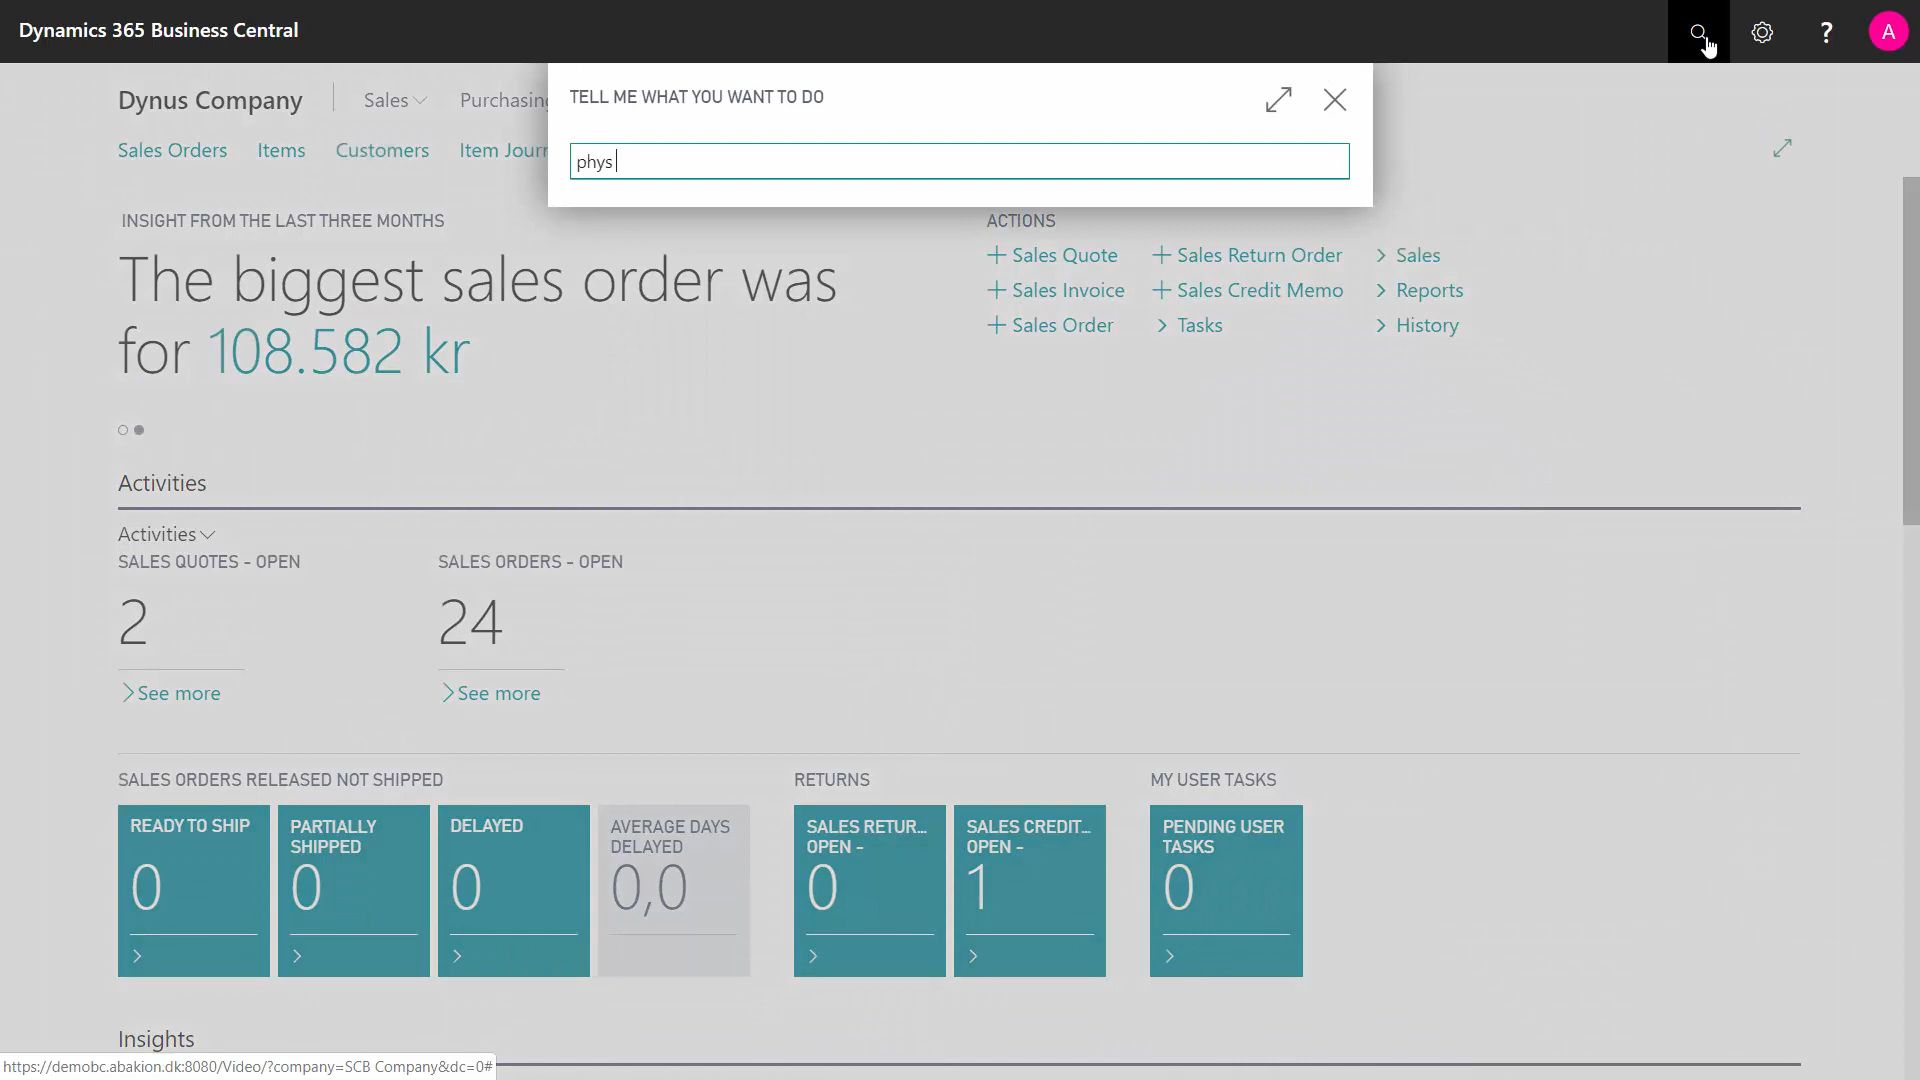 Dynamics 365 Business Central
?
A
TELL ME WHAT YOU WANT TO DO
phys
Dynus Company
Sales
Purchasing
Sales Orders
Items
Customers
Item Jour
INSIGHT FROM THE LAST THREE MONTHS
The biggest sales order was
for 108.582 kr
ACTIONS
+ Sales Quote
+ Sales Return Order
> Sales
+ Sales Invoice
+ Sales Credit Memo
> Reports
+ Sales Order
> Tasks
> History
Activities
Activities
SALES QUOTES - OPEN
SALES ORDERS - OPEN
2
24
>See more
>See more
SALES ORDERS RELEASED NOT SHIPPED
RETURNS
MY USER TASKS
READY TO SHIP
0
PARTIALLY
SHIPPED
0
DELAYED
0
AVERAGE DAYS
DELAYED
0,0
SALES RETUR...
OPEN -
0
SALES CREDIT...
OPEN -
1
PENDING USER
TASKS
0
Insights
https://demobc.abakion.dk:8080/Video/?company=SCB Company&dc=0#